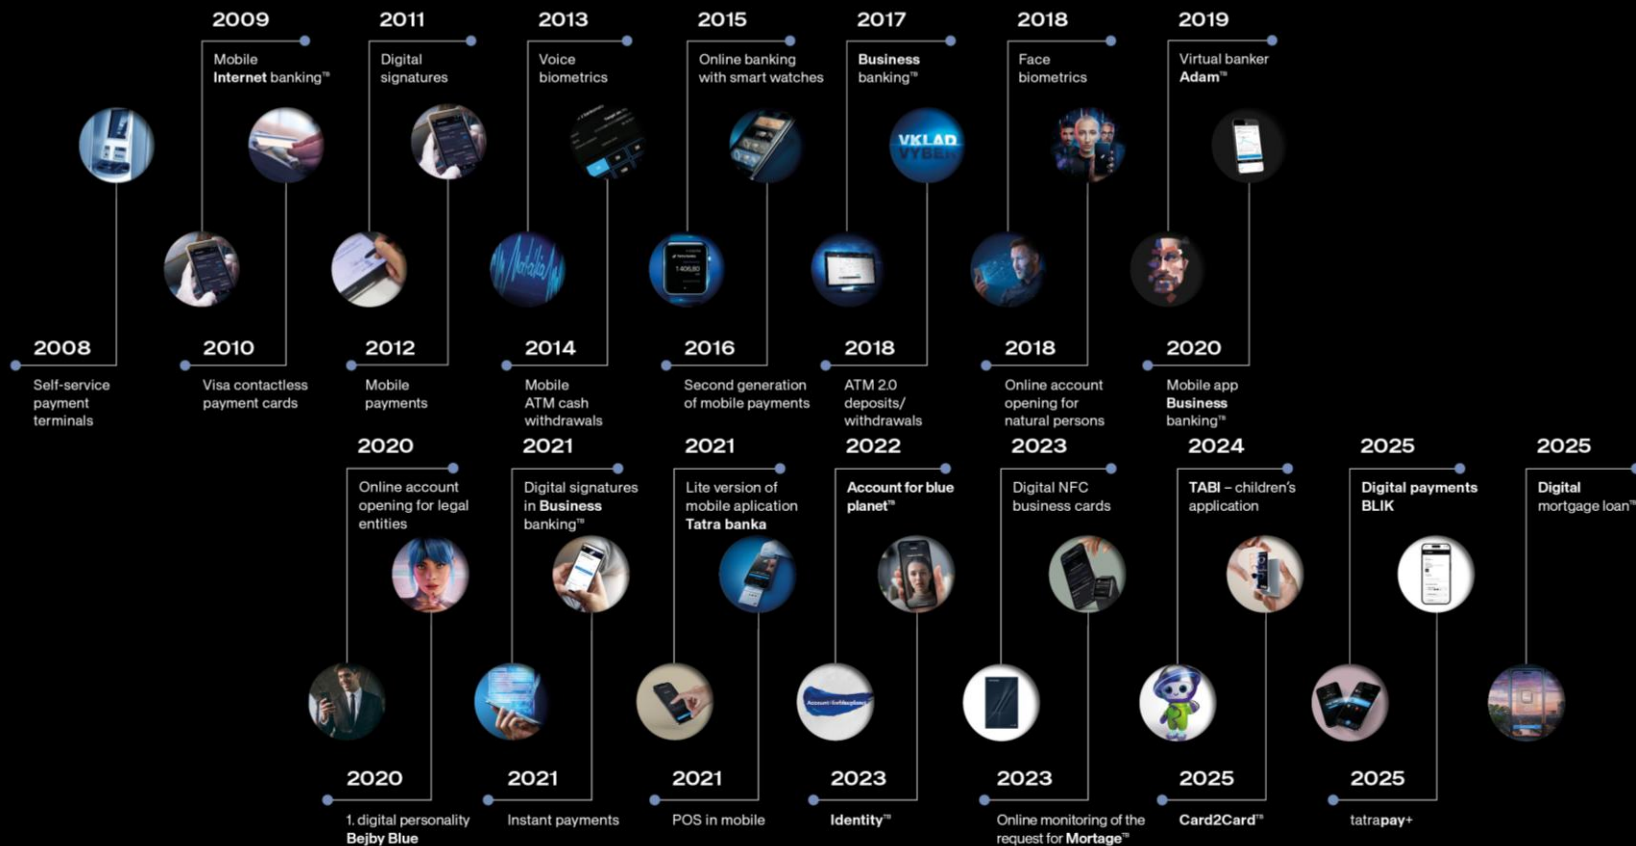 2009
Mobile
Internet banking™
2011
Digital
signatures
2013
Voice
biometrics
2015
Online banking
with smart watches
2017
Business
banking™
2018
Face
biometrics
2019
Virtual banker
Adam™
VKLAD
VÝBER
Natália
1 406,80
2008
Self-service
payment
terminals
2010
Visa contactless
payment cards
2012
Mobile
payments
2014
Mobile
ATM cash
withdrawals
2016
Second generation
of mobile payments
2018
ATM 2.0
deposits/
withdrawals
2018
Online account
opening for
natural persons
2020
Mobile app
Business
banking™
2020
Online account
opening for legal
entities
2021
Digital signatures
in Business
banking™
2021
Lite version of
mobile aplication
Tatra banka
2022
Account for blue
planet™
2023
Digital NFC
business cards
2024
TABI – children's
application
2025
Digital payments
BLIK
2025
Digital
mortgage loan™
2020
1. digital personality
Bejby Blue
2021
Instant payments
2021
POS in mobile
2023
Identity™
2023
Online monitoring of the
request for Mortage™
2025
Card2Card™
2025
tatrapay+